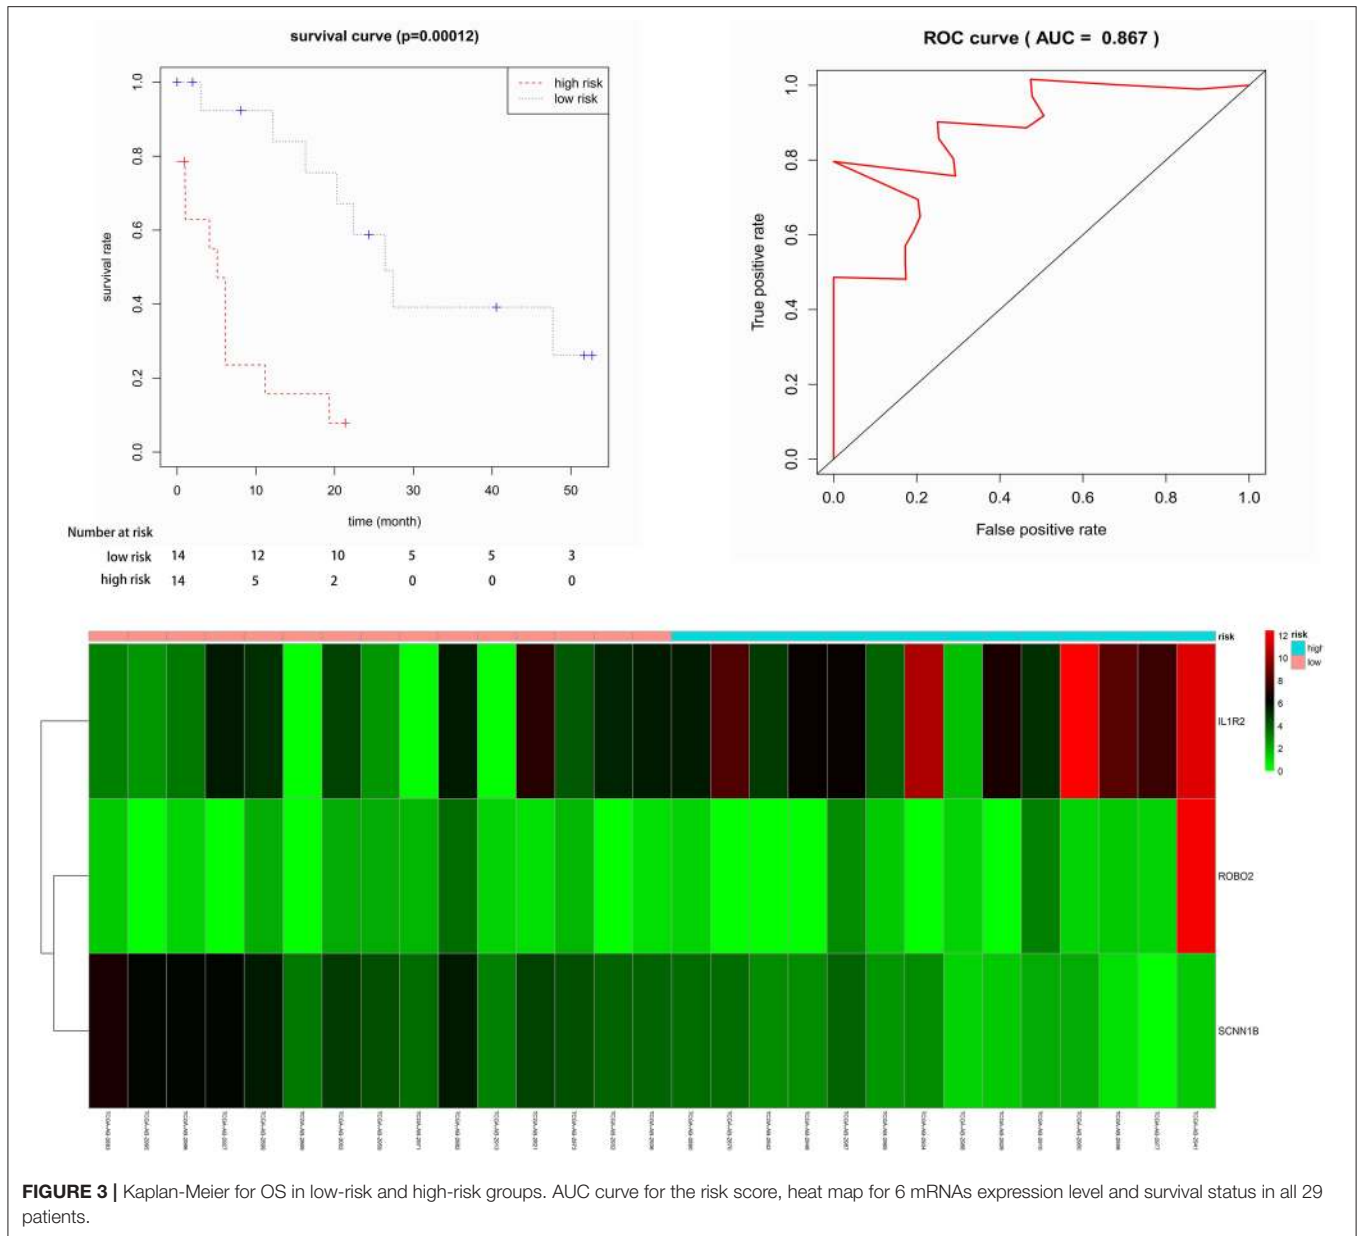 survival curve (p=0.00012)
high risk
low risk
survival rate
0.0 0.2 0.4 0.6 0.8 1.0
0 10 20 30 40 50
time (month)
Number at risk
low risk 14 12 10 5 5 3
high risk 14 5 2 0 0 0
ROC curve ( AUC = 0.867 )
True positive rate
0.0 0.2 0.4 0.6 0.8 1.0
0.0 0.2 0.4 0.6 0.8 1.0
False positive rate
risk
IL1R2
ROBO2
SCNN1B
12
10
8
6
4
2
0
risk
high
low
FIGURE 3 | Kaplan-Meier for OS in low-risk and high-risk groups. AUC curve for the risk score, heat map for 6 mRNAs expression level and survival status in all 29
patients.